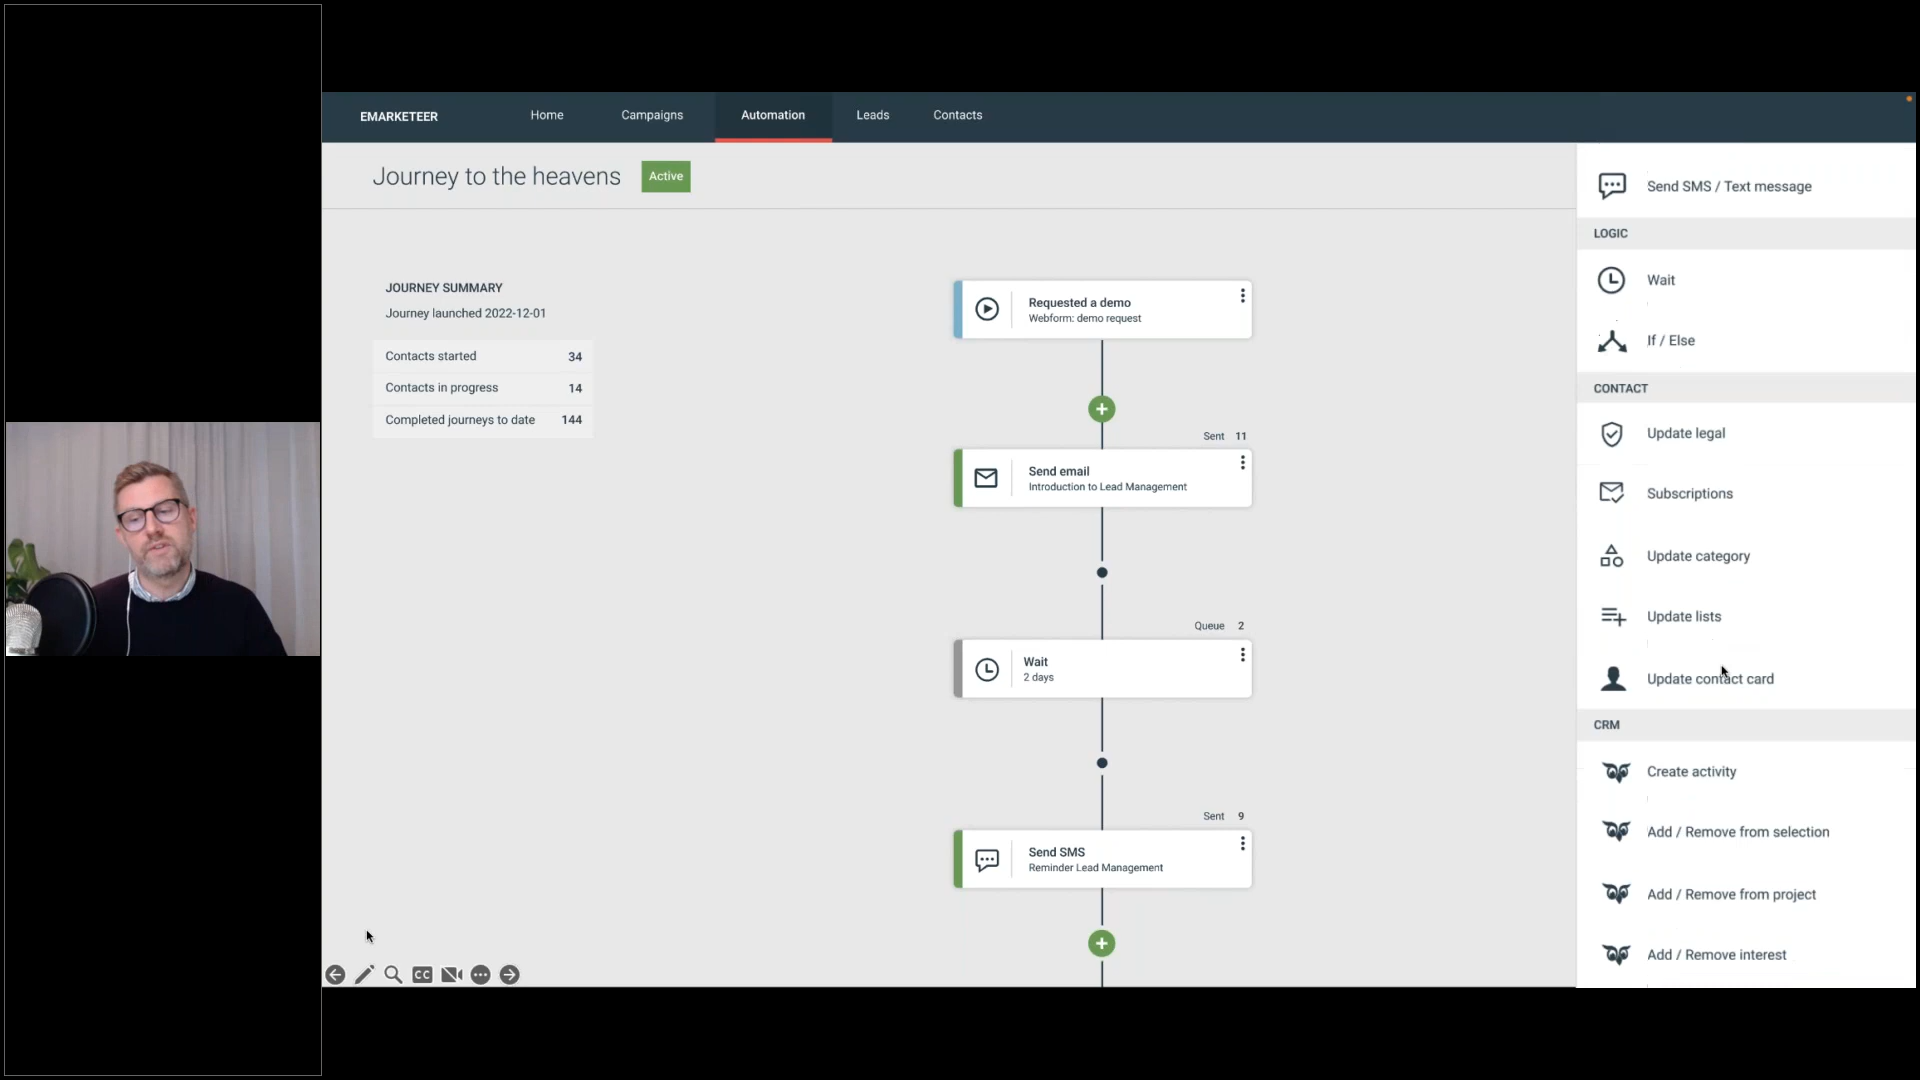 EMARKETEER
Home
Campaigns
Automation
Leads
Contacts
Journey to the heavens
Active
JOURNEY SUMMARY
Journey launched 2022-12-01
Contacts started 34
Contacts in progress 14
Completed journeys to date 144
Requested a demo
Webform: demo request
Sent 11
Send email
Introduction to Lead Management
Queue 2
Wait
2 days
Sent 9
Send SMS
Reminder Lead Management
CC
Send SMS / Text message
LOGIC
Wait
If / Else
CONTACT
Update legal
Subscriptions
Update category
Update lists
Update contact card
CRM
Create activity
Add / Remove from selection
Add / Remove from project
Add / Remove interest